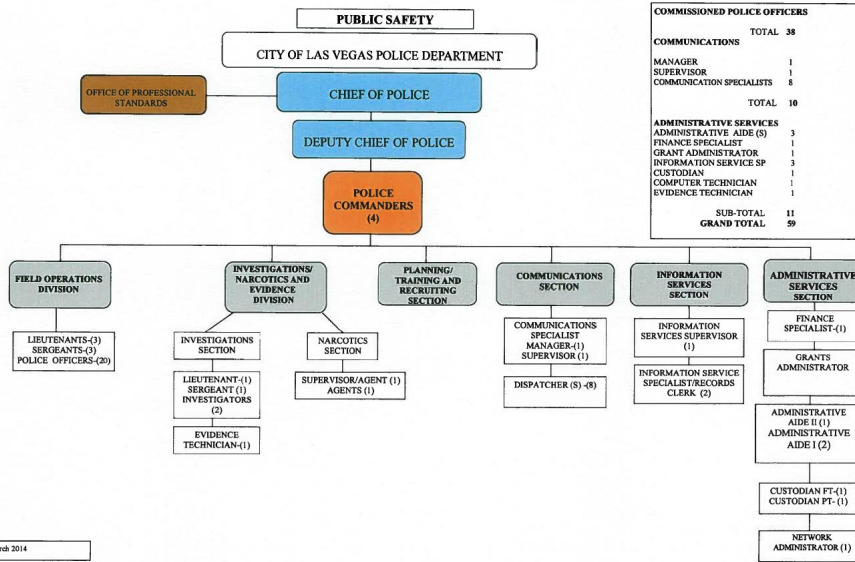 PUBLIC SAFETY
CITY OF LAS VEGAS POLICE DEPARTMENT
OFFICE OF PROFESSIONAL
STANDARDS
CHIEF OF POLICE
DEPUTY CHIEF OF POLICE
POLICE
COMMANDERS
(4)
COMMISSIONED POLICE OFFICERS
TOTAL 38
COMMUNICATIONS
MANAGER 1
SUPERVISOR 1
COMMUNICATION SPECIALISTS 8
TOTAL 10
ADMINISTRATIVE SERVICES
ADMINISTRATIVE AIDE (S) 3
FINANCE SPECIALIST 1
GRANT ADMINISTRATOR 1
INFORMATION SERVICE SP 3
CUSTODIAN 1
COMPUTER TECHNICIAN 1
EVIDENCE TECHNICIAN 1
SUB-TOTAL 11
GRAND TOTAL 59
FIELD OPERATIONS
DIVISION
LIEUTENANTS-(3)
SERGEANTS-(3)
POLICE OFFICERS-(20)
INVESTIGATIONS/
NARCOTICS AND
EVIDENCE
DIVISION
INVESTIGATIONS
SECTION
LIEUTENANT-(1)
SERGEANT (1)
INVESTIGATORS
(2)
EVIDENCE
TECHNICIAN-(1)
NARCOTICS
SECTION
SUPERVISOR/AGENT (1)
AGENTS (1)
PLANNING/
TRAINING AND
RECRUITING
SECTION
COMMUNICATIONS
SECTION
COMMUNICATIONS
SPECIALIST
MANAGER-(1)
SUPERVISOR (1)
DISPATCHER (S) -(8)
INFORMATION
SERVICES
SECTION
INFORMATION
SERVICES SUPERVISOR
(1)
INFORMATION SERVICE
SPECIALIST/RECORDS
CLERK (2)
ADMINISTRATIVE
SERVICES
SECTION
FINANCE
SPECIALIST-(1)
GRANTS
ADMINISTRATOR
ADMINISTRATIVE
AIDE II (1)
ADMINISTRATIVE
AIDE I (2)
CUSTODIAN FT-(1)
CUSTODIAN PT- (1)
NETWORK
ADMINISTRATOR (1)
rch 2014